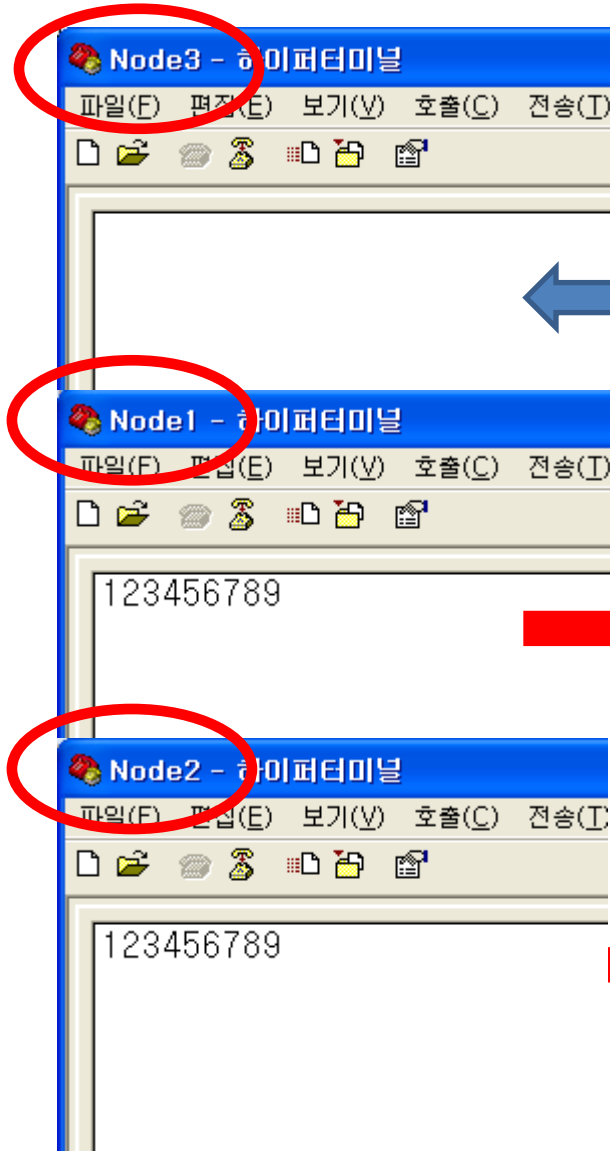 Node3 - 하이퍼터미널
파일(F) 편집(E) 보기(V) 호출(C) 전송(T)
Node1 - 하이퍼터미널
파일(F) 편집(E) 보기(V) 호출(C) 전송(T)
123456789
Node2 - 하이퍼터미널
파일(F) 편집(E) 보기(V) 호출(C) 전송(T)
123456789